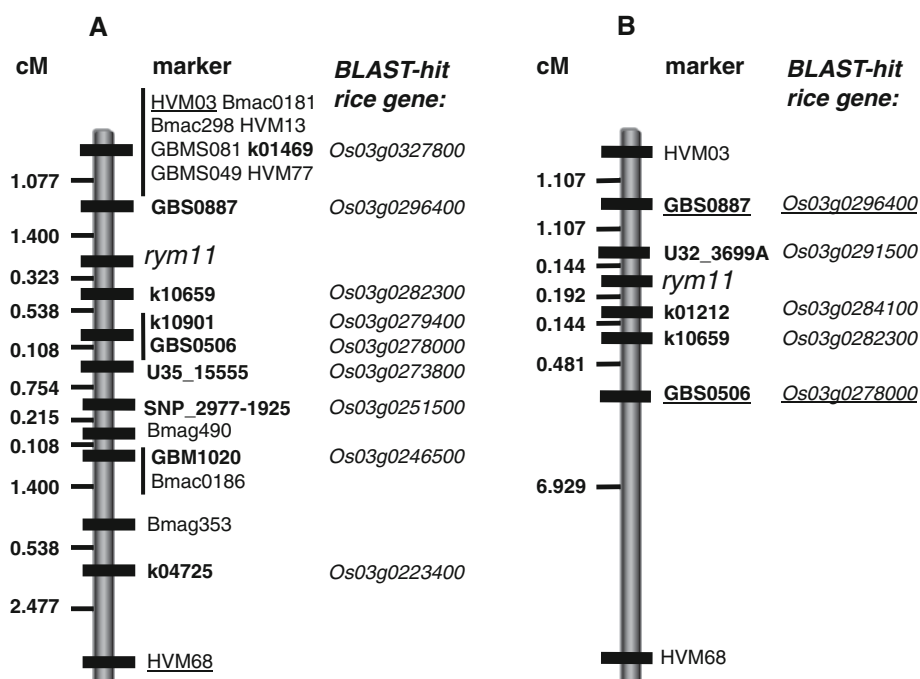 A
cM marker BLAST-hit
rice gene:
HVM03 Bmac0181
Bmac298 HVM13
GBMS081 k01469 Os03g0327800
GBMS049 HVM77
1.077
GBS0887 Os03g0296400
1.400
rym11
0.323
k10659 Os03g0282300
0.538
k10901 Os03g0279400
GBS0506 Os03g0278000
0.108
U35_15555 Os03g0273800
0.754
SNP_2977-1925 Os03g0251500
0.215
Bmag490
0.108
GBM1020 Os03g0246500
Bmac0186
1.400
Bmag353
0.538
k04725 Os03g0223400
2.477
HVM68
B
cM marker BLAST-hit
rice gene:
HVM03
1.107
GBS0887 Os03g0296400
1.107
U32_3699A Os03g0291500
0.144
rym11
0.192
k01212 Os03g0284100
0.144
k10659 Os03g0282300
0.481
GBS0506 Os03g0278000
6.929
HVM68